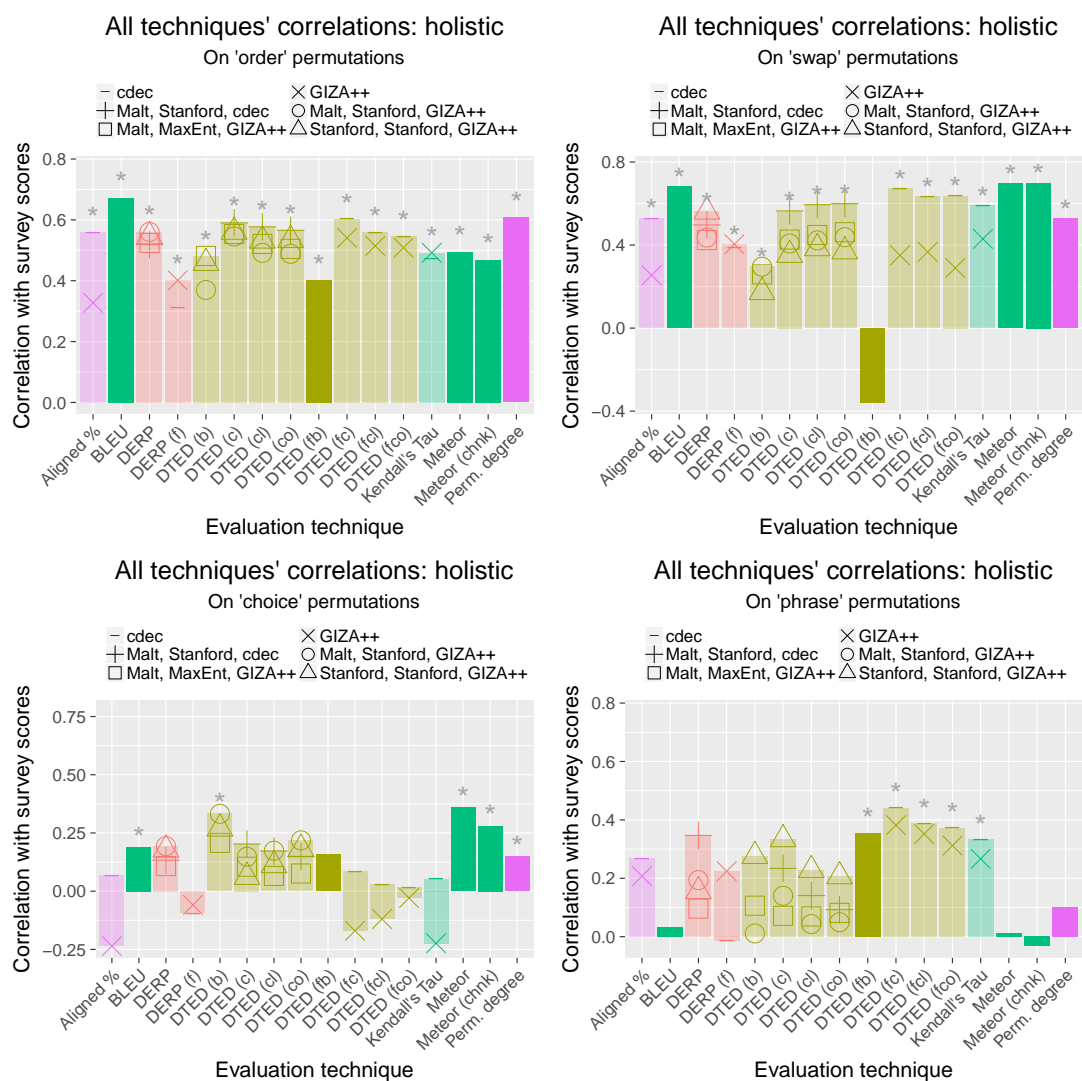 All techniques' correlations: holistic
On 'order' permutations
cdec
GIZA++
Malt, Stanford, cdec
Malt, Stanford, GIZA++
Malt, MaxEnt, GIZA++
Stanford, Stanford, GIZA++
Correlation with survey scores
0.8
0.6
0.4
0.2
0.0
* * * * * * * * * * * * * * *
Aligned %
BLEU
DERP
DERP (f)
DTED (b)
DTED (c)
DTED (cl)
DTED (co)
DTED (fb)
DTED (fc)
DTED (fcl)
DTED (fco)
Kendall's Tau
Meteor
Meteor (chnk)
Perm. degree
Evaluation technique
All techniques' correlations: holistic
On 'swap' permutations
cdec
GIZA++
Malt, Stanford, cdec
Malt, Stanford, GIZA++
Malt, MaxEnt, GIZA++
Stanford, Stanford, GIZA++
Correlation with survey scores
0.8
0.4
0.0
−0.4
* * * * * * * * * * * * * * *
Aligned %
BLEU
DERP
DERP (f)
DTED (b)
DTED (c)
DTED (cl)
DTED (co)
DTED (fb)
DTED (fc)
DTED (fcl)
DTED (fco)
Kendall's Tau
Meteor
Meteor (chnk)
Perm. degree
Evaluation technique
All techniques' correlations: holistic
On 'choice' permutations
cdec
GIZA++
Malt, Stanford, cdec
Malt, Stanford, GIZA++
Malt, MaxEnt, GIZA++
Stanford, Stanford, GIZA++
Correlation with survey scores
0.75
0.50
0.25
0.00
−0.25
* * * * *
Aligned %
BLEU
DERP
DERP (f)
DTED (b)
DTED (c)
DTED (cl)
DTED (co)
DTED (fb)
DTED (fc)
DTED (fcl)
DTED (fco)
Kendall's Tau
Meteor
Meteor (chnk)
Perm. degree
Evaluation technique
All techniques' correlations: holistic
On 'phrase' permutations
cdec
GIZA++
Malt, Stanford, cdec
Malt, Stanford, GIZA++
Malt, MaxEnt, GIZA++
Stanford, Stanford, GIZA++
Correlation with survey scores
0.8
0.6
0.4
0.2
0.0
* * * * *
Aligned %
BLEU
DERP
DERP (f)
DTED (b)
DTED (c)
DTED (cl)
DTED (co)
DTED (fb)
DTED (fc)
DTED (fcl)
DTED (fco)
Kendall's Tau
Meteor
Meteor (chnk)
Perm. degree
Evaluation technique